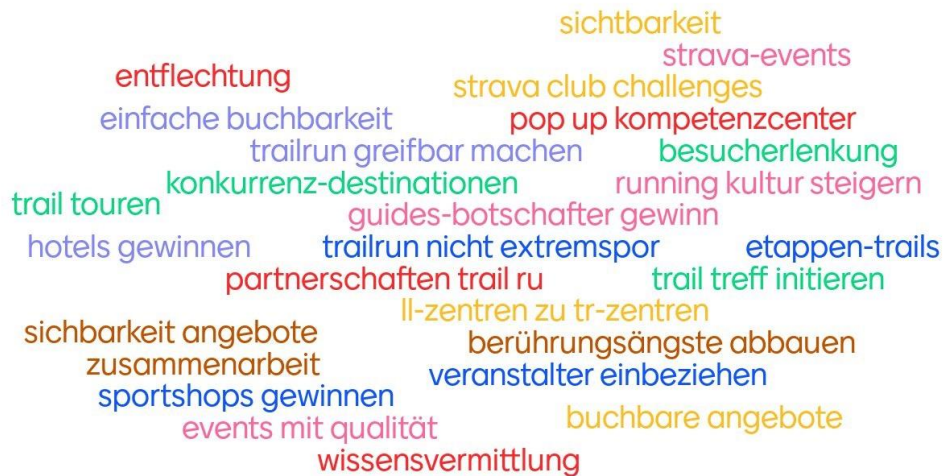 sichtbarkeit
strava-events
entflechtung
strava club challenges
einfache buchbarkeit
pop up kompetenzcenter
trailrun greifbar machen
besucherlenkung
konkurrenz-destinationen
running kultur steigern
trail touren
guides-botschafter gewinn
hotels gewinnen
trailrun nicht extremspor
etappen-trails
partnerschaften trail ru
trail treff initieren
ll-zentren zu tr-zentren
sichbarkeit angebote
berührungsängste abbauen
zusammenarbeit
veranstalter einbeziehen
sportshops gewinnen
buchbare angebote
events mit qualität
wissensvermittlung